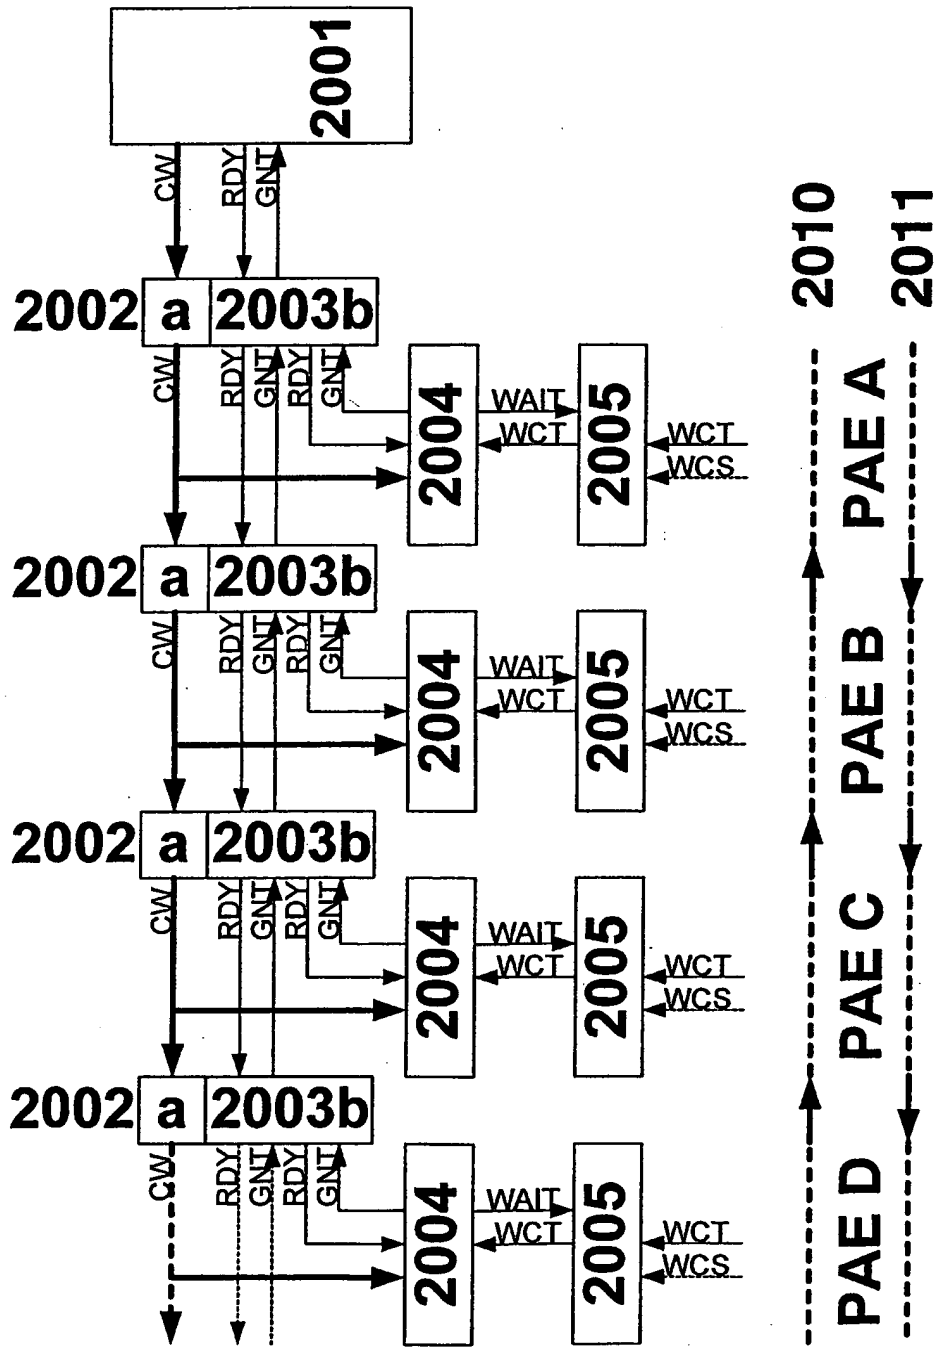 2001
CW
RDY
GNT
2002 a 2003b
CW
RDY
GNT
RDY
GNT
2004
WAIT
WCT
2005
WCT
WCS
2002 a 2003b
CW
RDY
GNT
RDY
GNT
2004
WAIT
WCT
2005
WCT
WCS
2002 a 2003b
CW
RDY
GNT
RDY
GNT
2004
WAIT
WCT
2005
WCT
WCS
2002 a 2003b
CW
RDY
GNT
RDY
GNT
2004
WAIT
WCT
2005
WCT
WCS
2010
2011
PAE A
PAE B
PAE C
PAE D